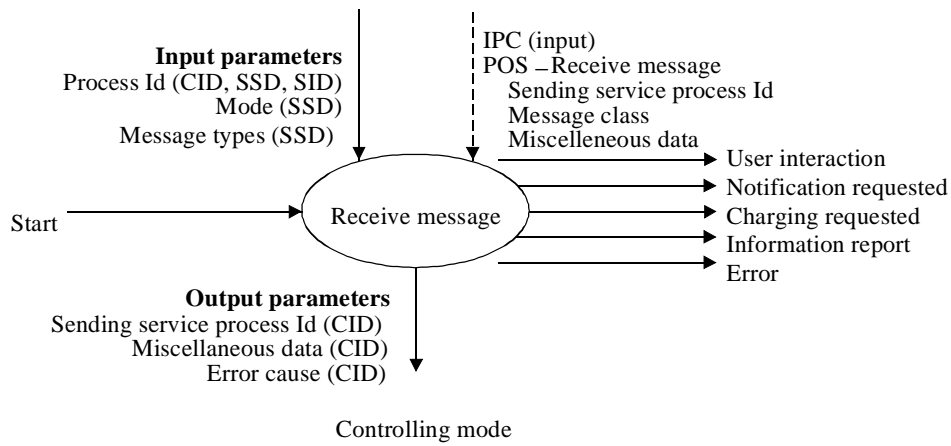 Input parameters
Process Id (CID, SSD, SID)
Mode (SSD)
Message types (SSD)
IPC (input)
POS – Receive message
Sending service process Id
Message class
Miscelleneous data
Start
Receive message
User interaction
Notification requested
Charging requested
Information report
Error
Output parameters
Sending service process Id (CID)
Miscellaneous data (CID)
Error cause (CID)
Controlling mode